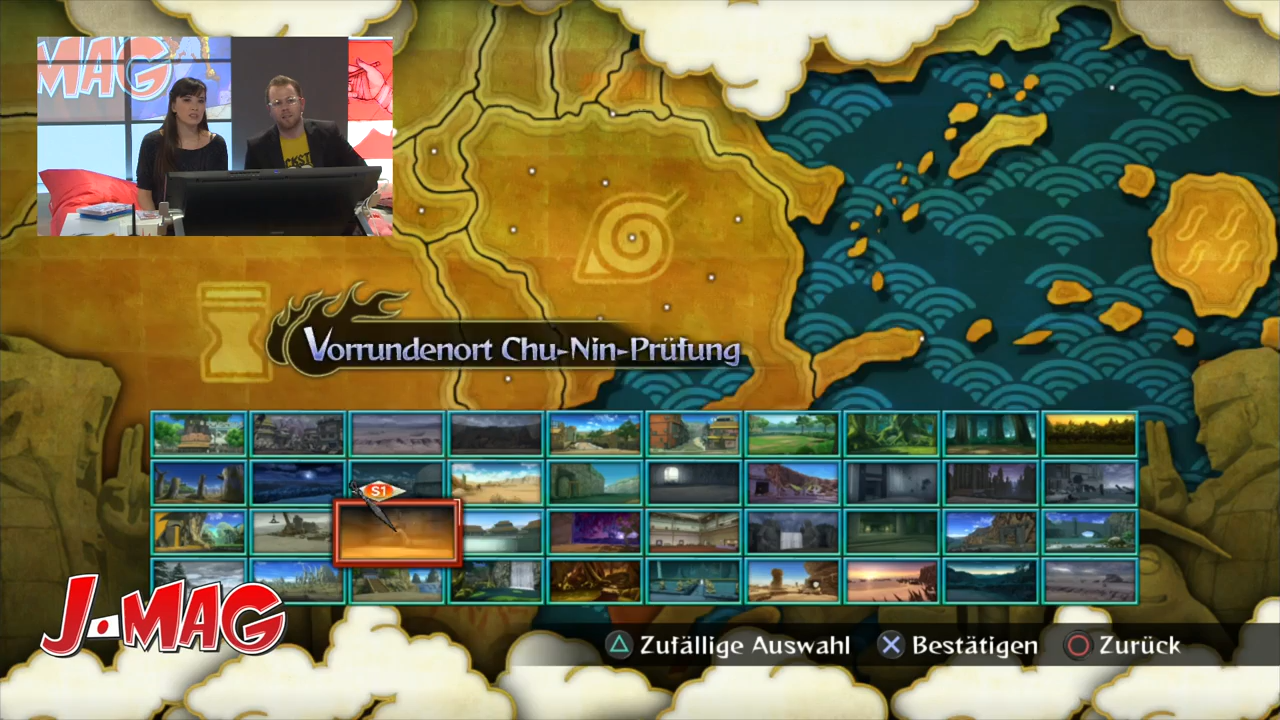 MAG
Vorrundenort Chu-Nin-Prüfung
S1
J·MAG
Zufällige Auswahl
Bestätigen
Zurück